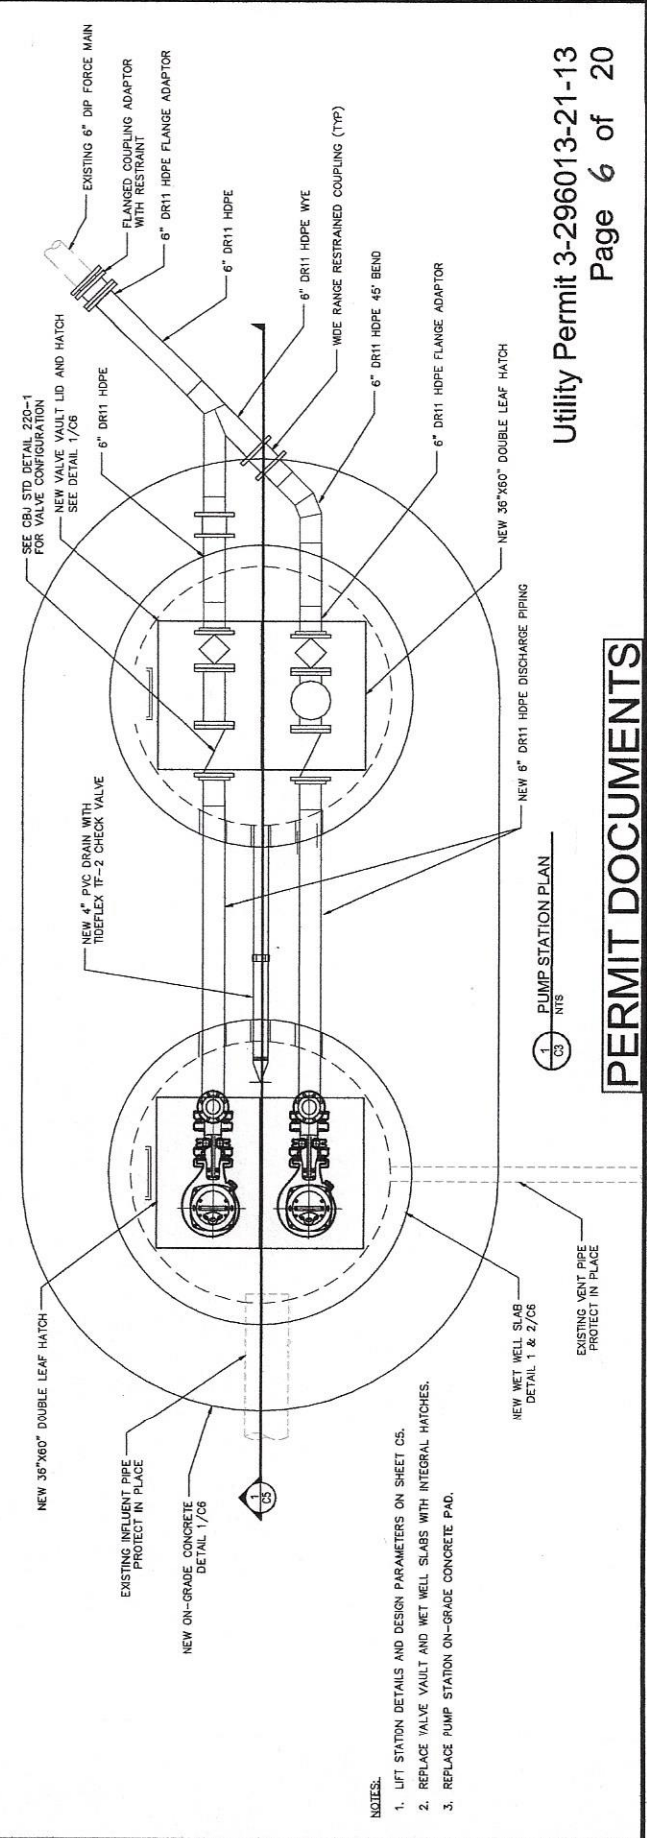 EXISTING 6" DIP FORCE MAIN
FLANGED COUPLING ADAPTOR
WITH RESTRAINT
6" DR11 HDPE FLANGE ADAPTOR
6" DR11 HDPE
6" DR11 HDPE WYE
WIDE RANGE RESTRAINED COUPLING (TYP)
6" DR11 HDPE 45° BEND
6" DR11 HDPE FLANGE ADAPTOR
NEW 36"X60" DOUBLE LEAF HATCH
SEE CBJ STD DETAIL 220-1
FOR VALVE CONFIGURATION
NEW VALVE VAULT LID AND HATCH
SEE DETAIL 1/C6
6" DR11 HDPE
NEW 4" PVC DRAIN WITH
TIDEFLEX TF-2 CHECK VALVE
NEW 6" DR11 HDPE DISCHARGE PIPING
NEW 36"X60" DOUBLE LEAF HATCH
EXISTING INFLUENT PIPE
PROTECT IN PLACE
NEW ON-GRADE CONCRETE
DETAIL 1/C6
1
C5
NEW WET WELL SLAB
DETAIL 1 & 2/C6
EXISTING VENT PIPE
PROTECT IN PLACE
1
C3
PUMP STATION PLAN
NTS
NOTES:
1. LIFT STATION DETAILS AND DESIGN PARAMETERS ON SHEET C5.
2. REPLACE VALVE VAULT AND WET WELL SLABS WITH INTEGRAL HATCHES.
3. REPLACE PUMP STATION ON-GRADE CONCRETE PAD.
Utility Permit 3-296013-21-13
Page 6 of 20
PERMIT DOCUMENTS